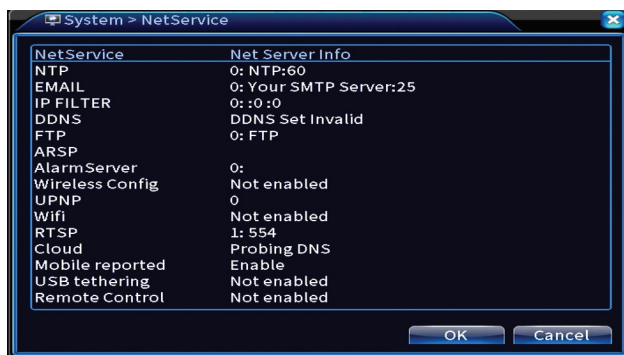 System > NetService
NetService Net Server Info
NTP 0: NTP:60
EMAIL 0: Your SMTP Server:25
IP FILTER 0: :0 :0
DDNS DDNS Set Invalid
FTP 0: FTP
ARSP
AlarmServer 0:
Wireless Config Not enabled
UPNP 0
Wifi Not enabled
RTSP 1: 554
Cloud Probing DNS
Mobile reported Enable
USB tethering Not enabled
Remote Control Not enabled
OK Cancel